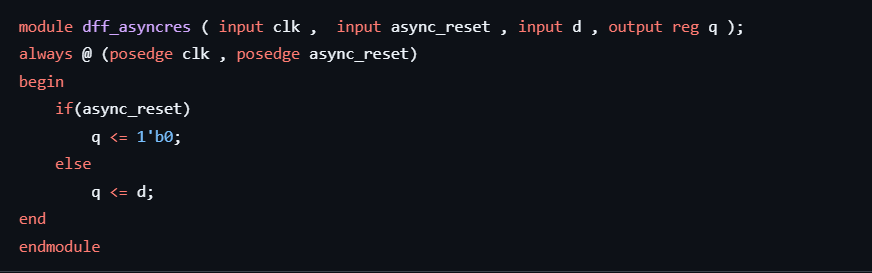 module dff_asyncres ( input clk ,  input async_reset , input d , output reg q );
always @ (posedge clk , posedge async_reset)
begin
    if(async_reset)
        q <= 1'b0;
    else
        q <= d;
end
endmodule